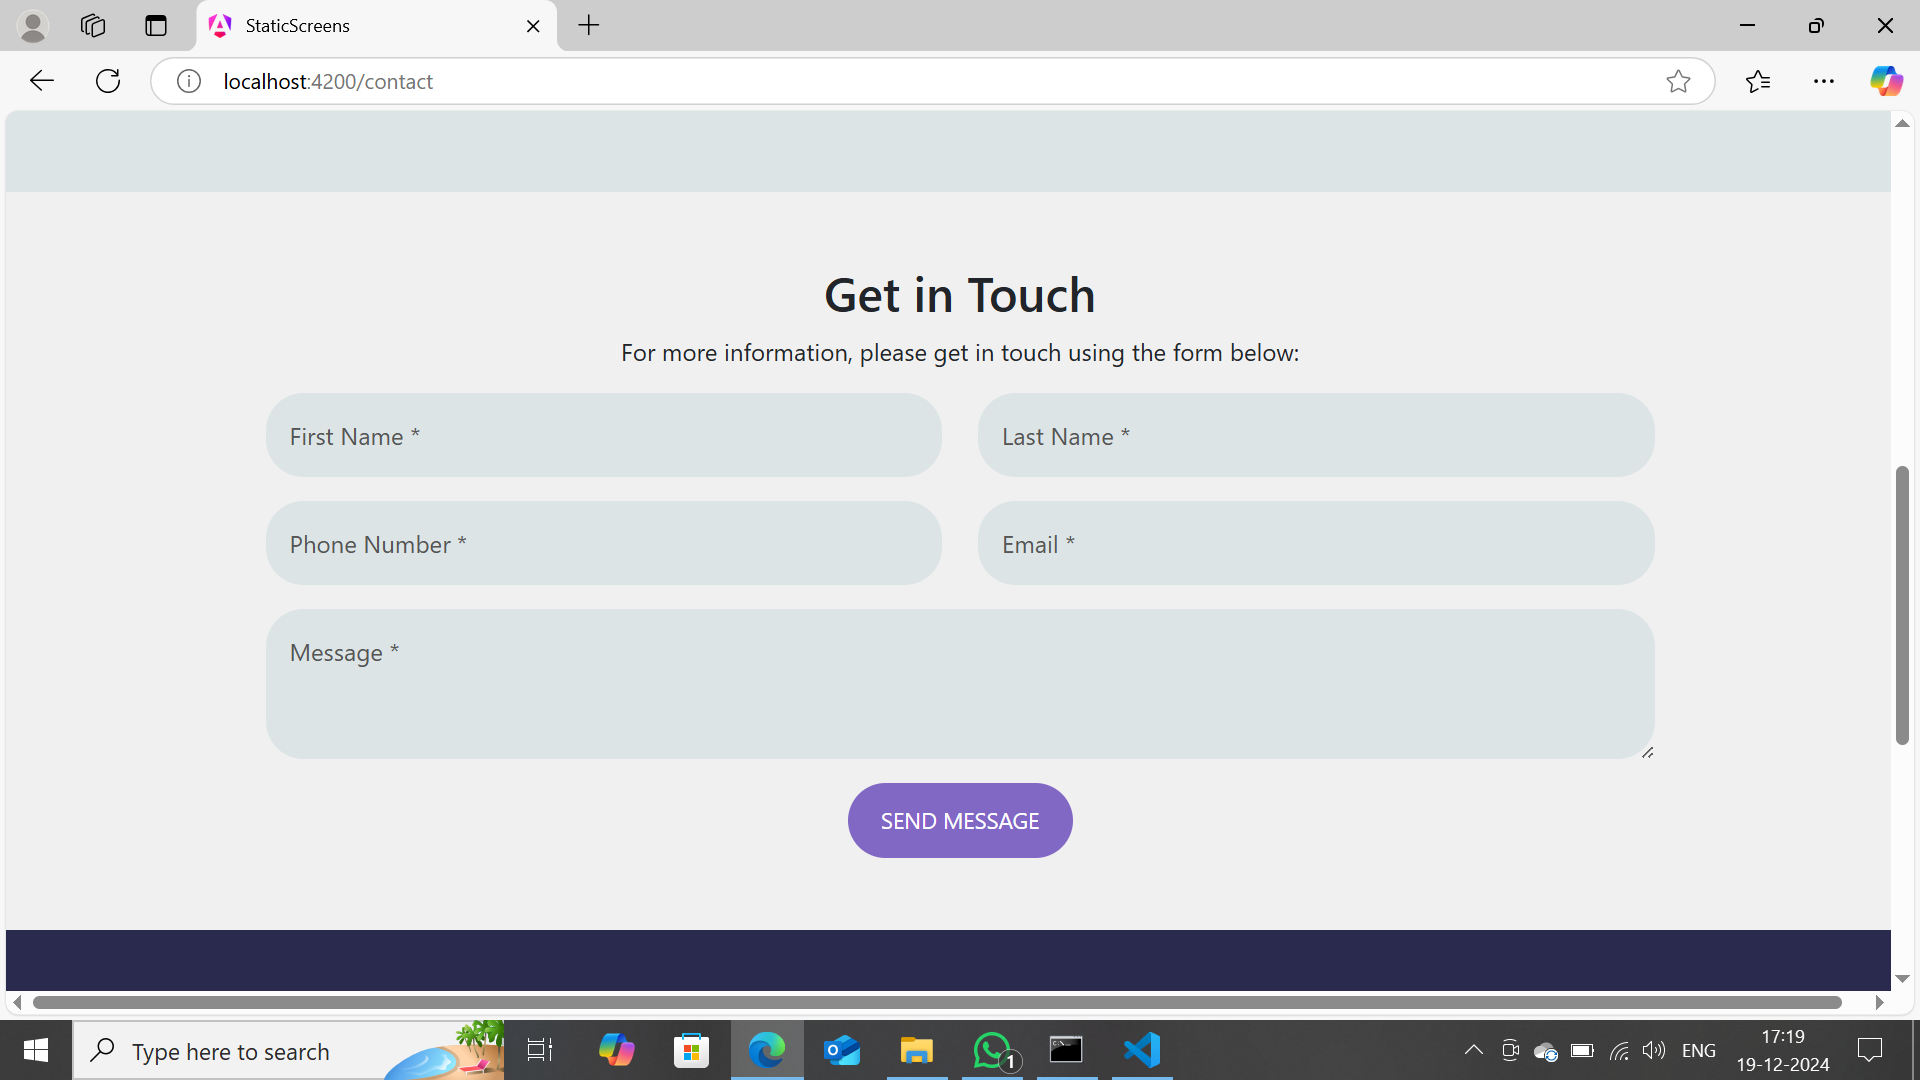 StaticScreens
localhost:4200/contact
Get in Touch
For more information, please get in touch using the form below:
First Name *
Last Name *
Phone Number *
Email *
Message *
SEND MESSAGE
Type here to search
1
ENG
17:19
19-12-2024